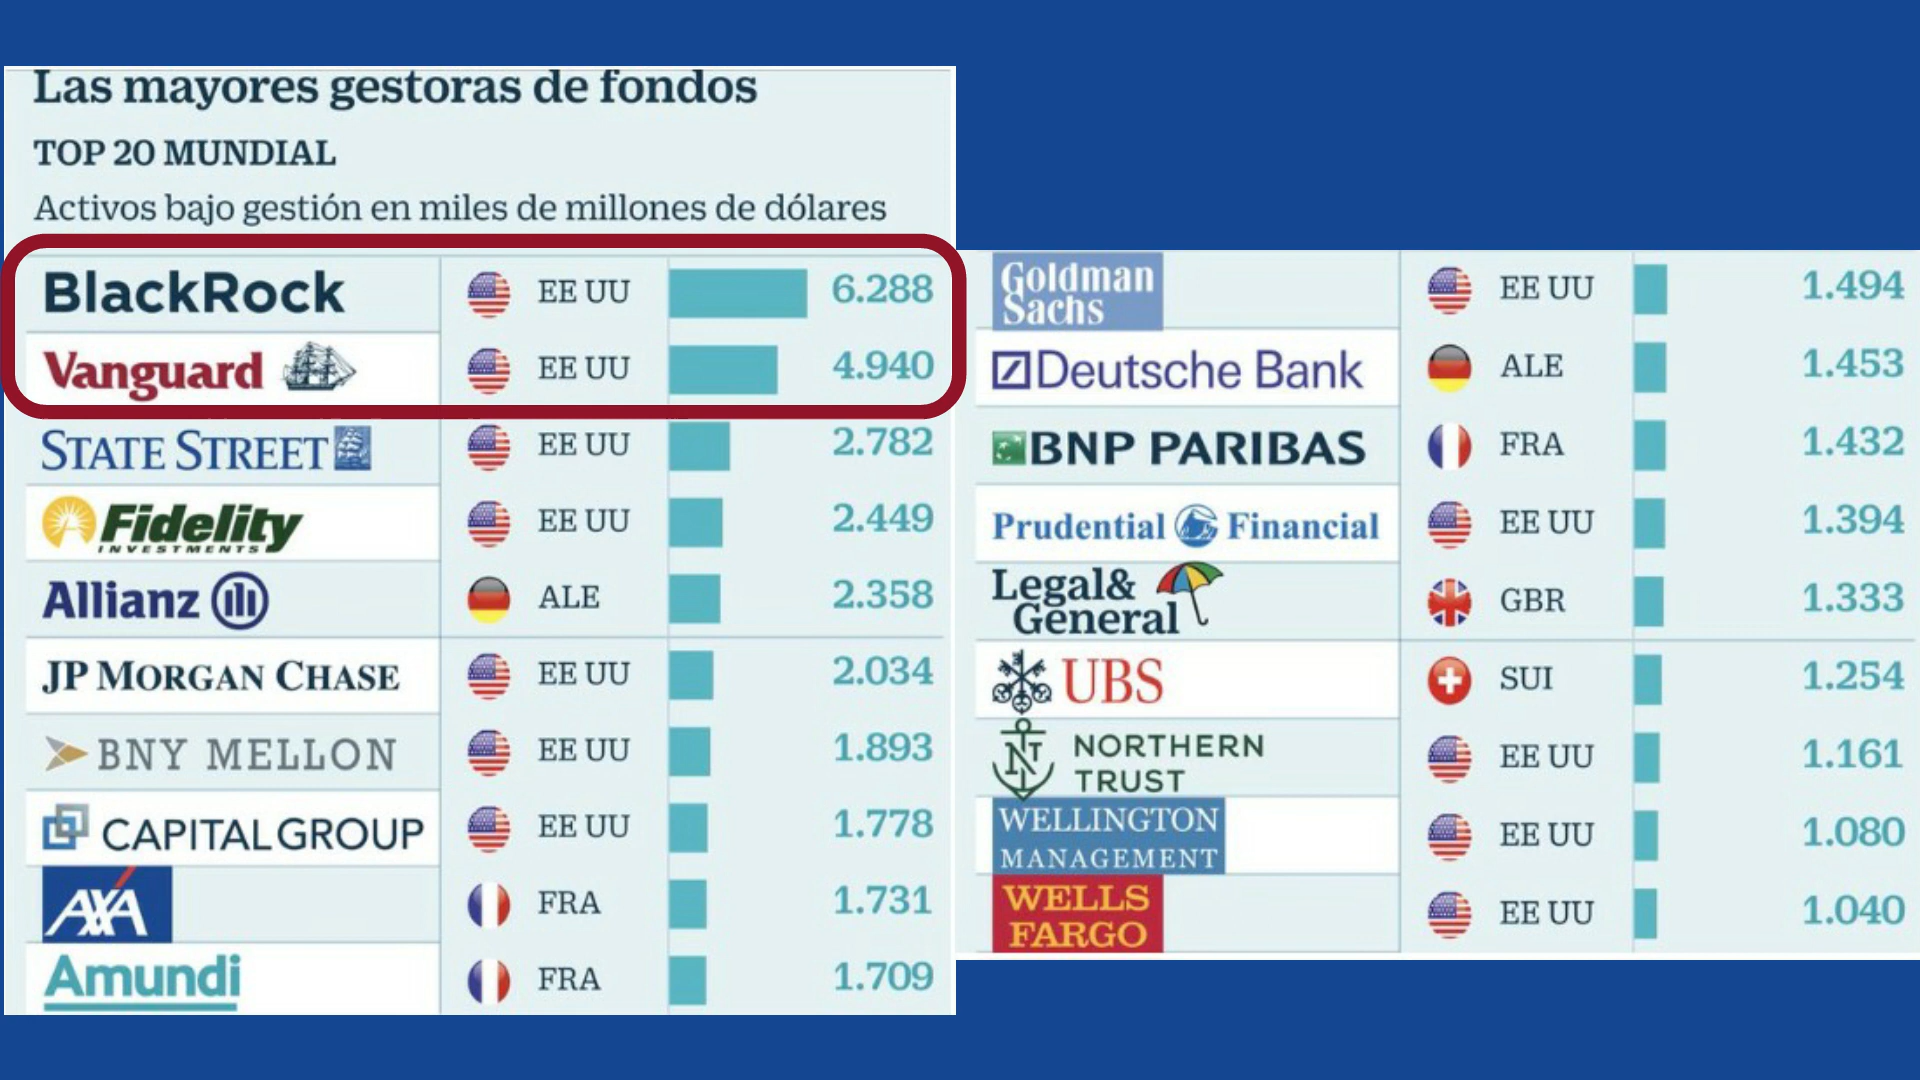 Las mayores gestoras de fondos
TOP 20 MUNDIAL
Activos bajo gestión en miles de millones de dólares
BlackRock EE UU 6.288
Vanguard EE UU 4.940
STATE STREET EE UU 2.782
Fidelity INVESTMENTS EE UU 2.449
Allianz ALE 2.358
JP MORGAN CHASE EE UU 2.034
BNY MELLON EE UU 1.893
CAPITAL GROUP EE UU 1.778
AXA FRA 1.731
Amundi FRA 1.709
Goldman Sachs EE UU 1.494
Deutsche Bank ALE 1.453
BNP PARIBAS FRA 1.432
Prudential Financial EE UU 1.394
Legal& General GBR 1.333
UBS SUI 1.254
NORTHERN TRUST EE UU 1.161
WELLINGTON MANAGEMENT EE UU 1.080
WELLS FARGO EE UU 1.040